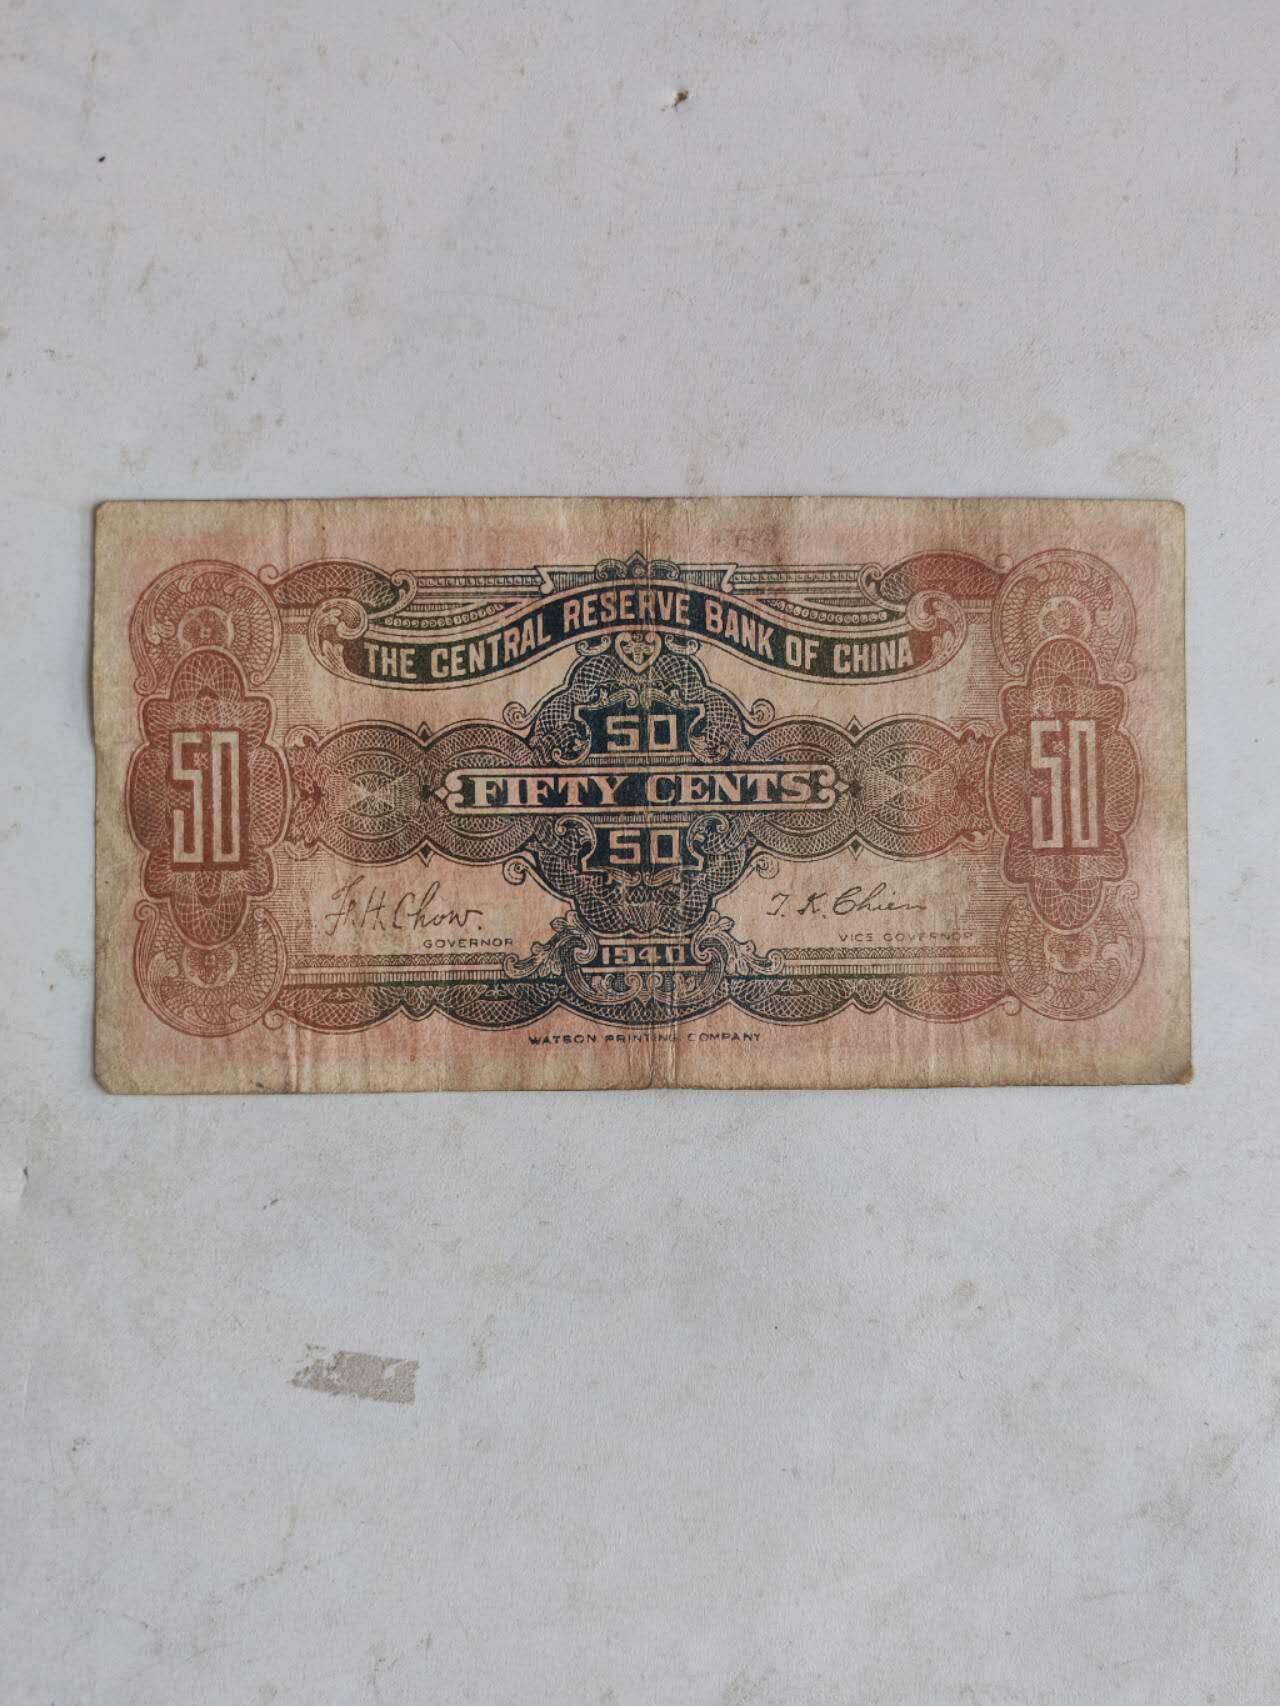 THE CENTRAL RESERVE BANK OF CHINA
50
50 FIFTY CENTS 50
50
F. H. Chow. T. K. Chien
GOVERNOR VICE GOVERNOR
1940
WATSON PRINTING COMPANY